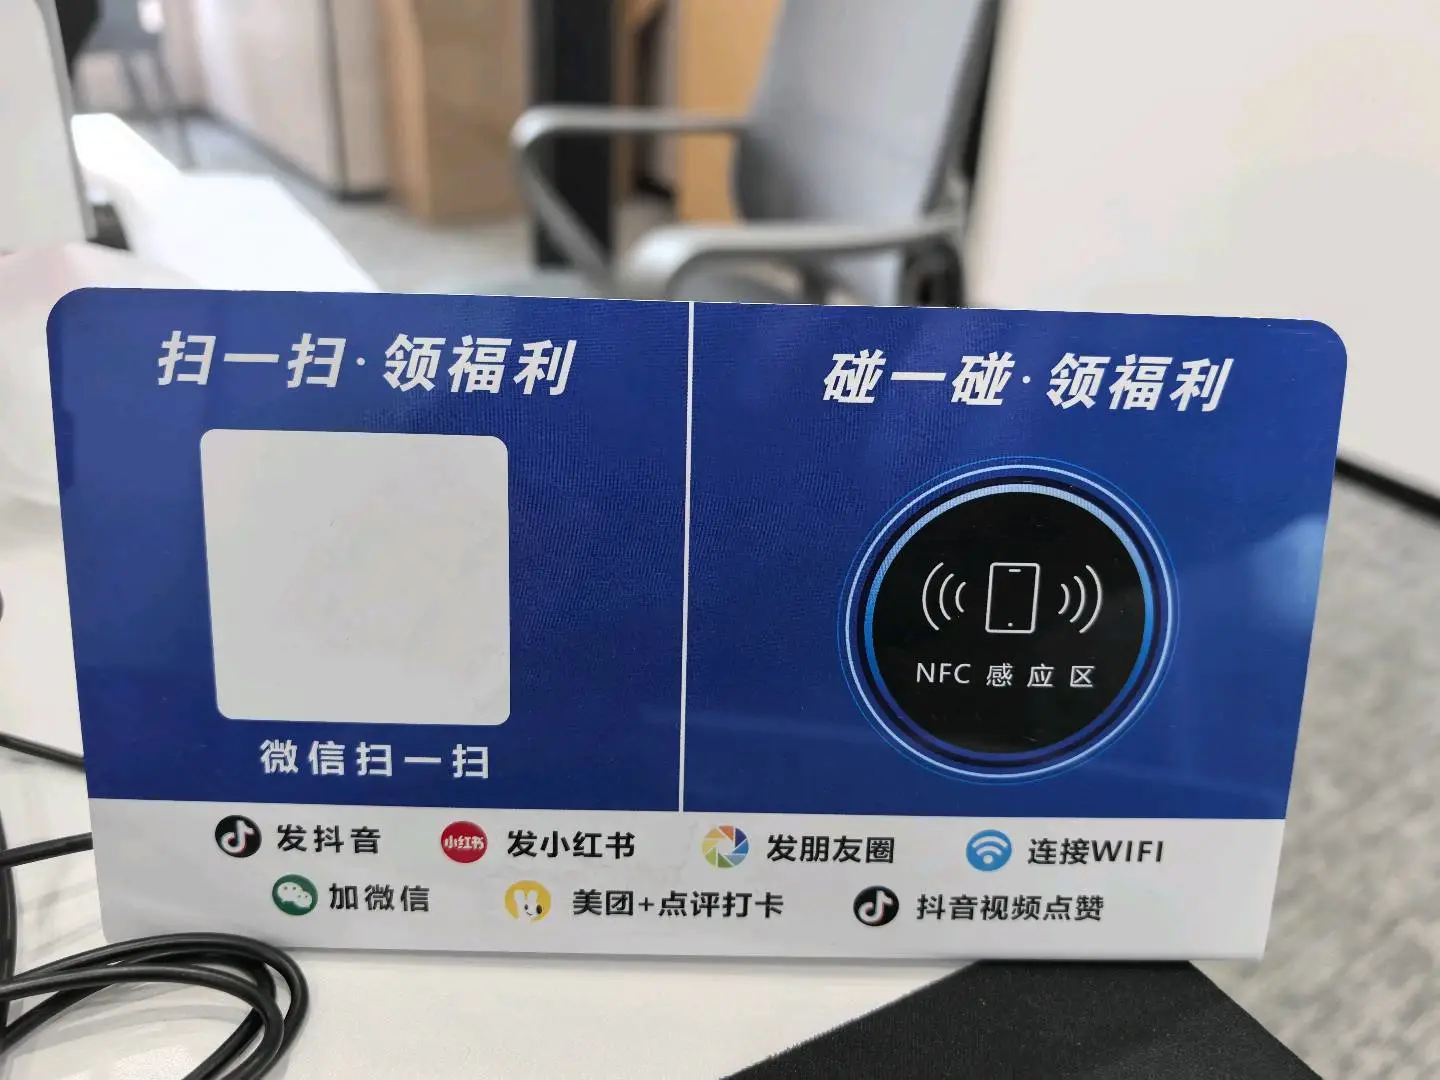 扫一扫·领福利
微信扫一扫
碰一碰·领福利
NFC 感应区
发抖音 小红书 发小红书 发朋友圈 连接WIFI
加微信 美团+点评打卡 抖音视频点赞